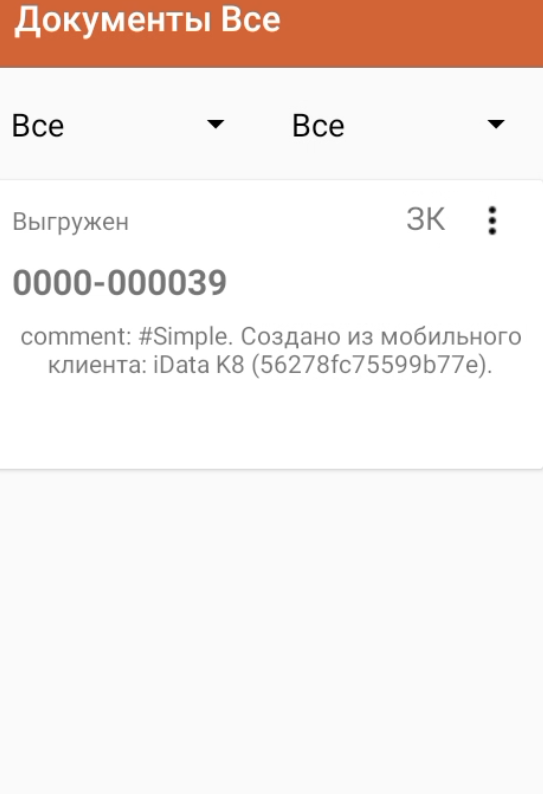 Документы Все
Все
Все
Выгружен
ЗК
0000-000039
comment: #Simple. Создано из мобильного
клиента: iData K8 (56278fc75599b77e).